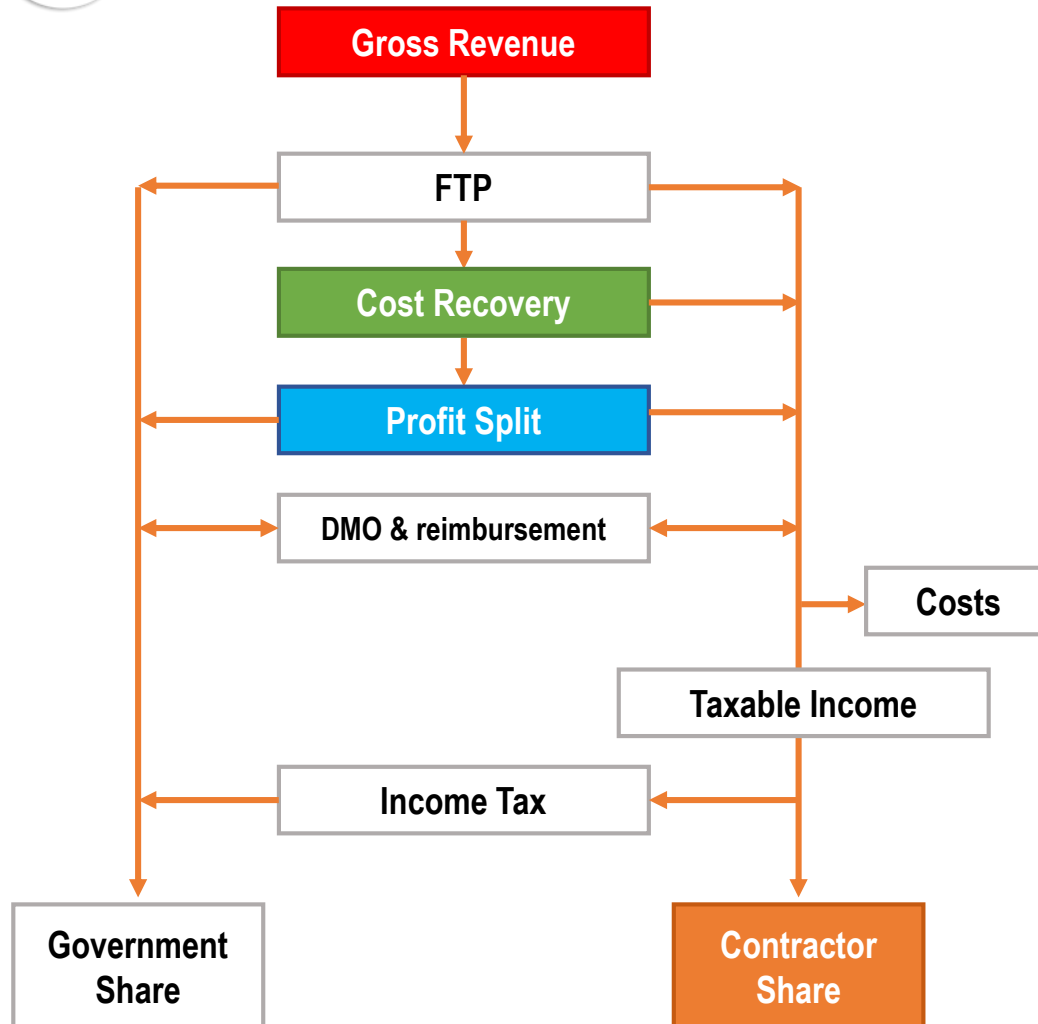 Gross Revenue
FTP
Cost Recovery
Profit Split
DMO & reimbursement
Costs
Taxable Income
Income Tax
Government
Share
Contractor
Share